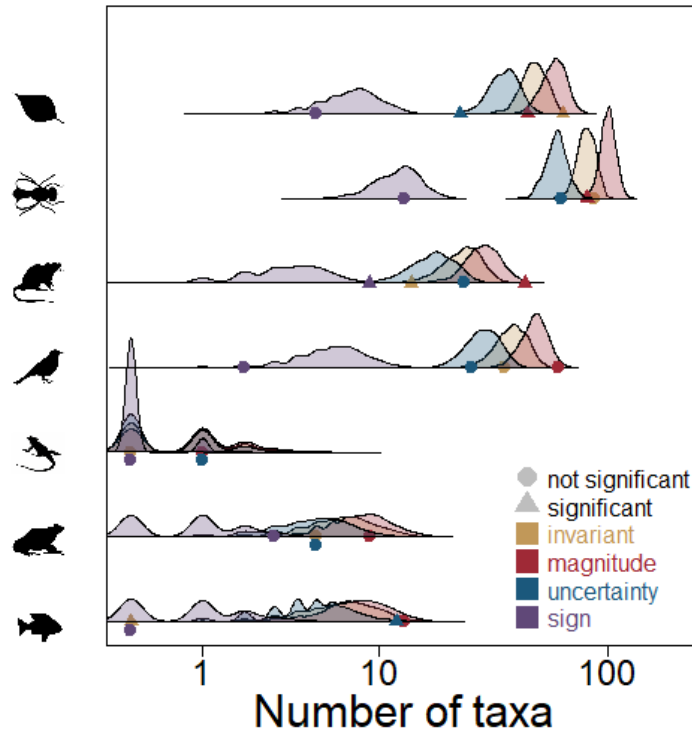 not significant
significant
invariant
magnitude
uncertainty
sign
1 10 100
Number of taxa